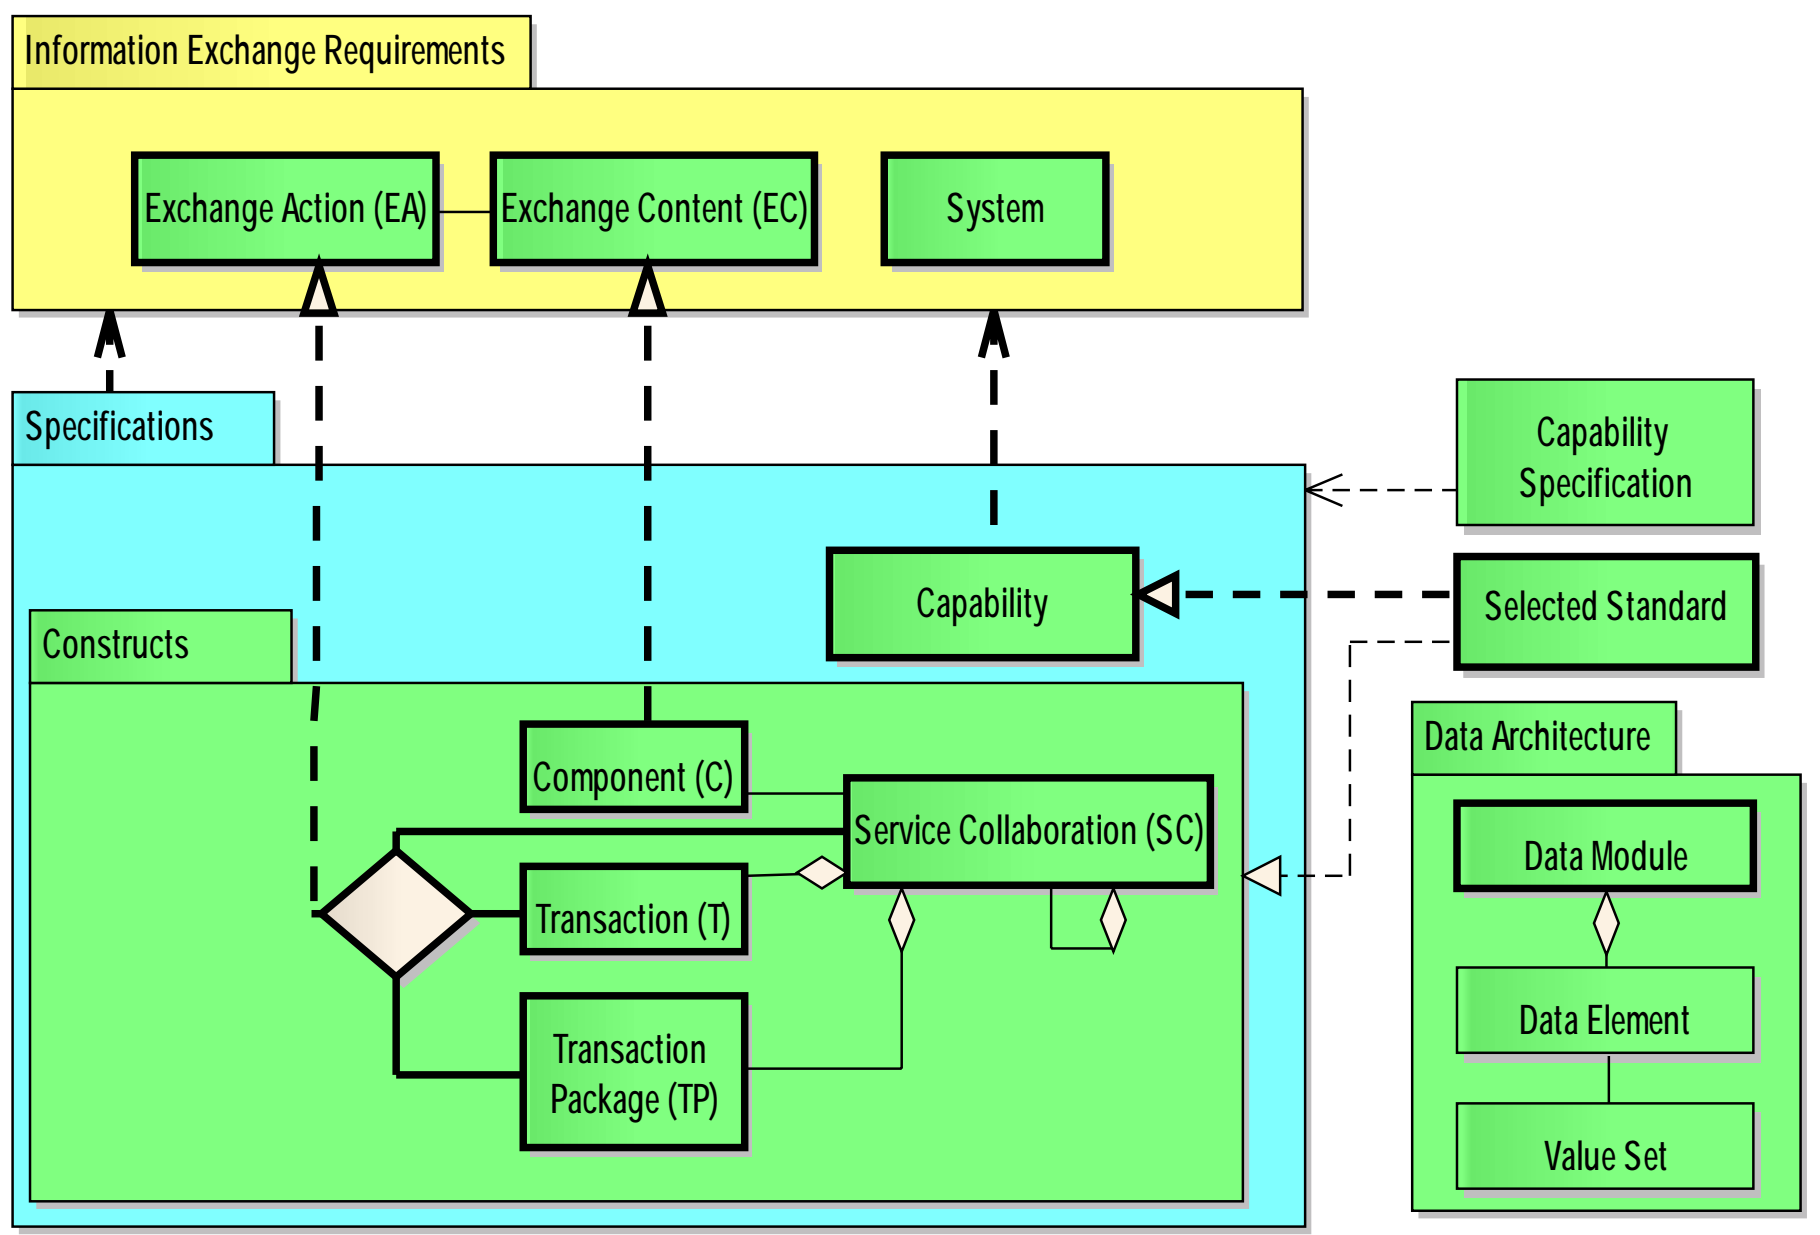 Information Exchange Requirements
Exchange Action (EA)
Exchange Content (EC)
System
Specifications
Capability
Specification
Capability
Selected Standard
Constructs
Data Architecture
Component (C)
Service Collaboration (SC)
Data Module
Transaction (T)
Data Element
Transaction
Package (TP)
Value Set